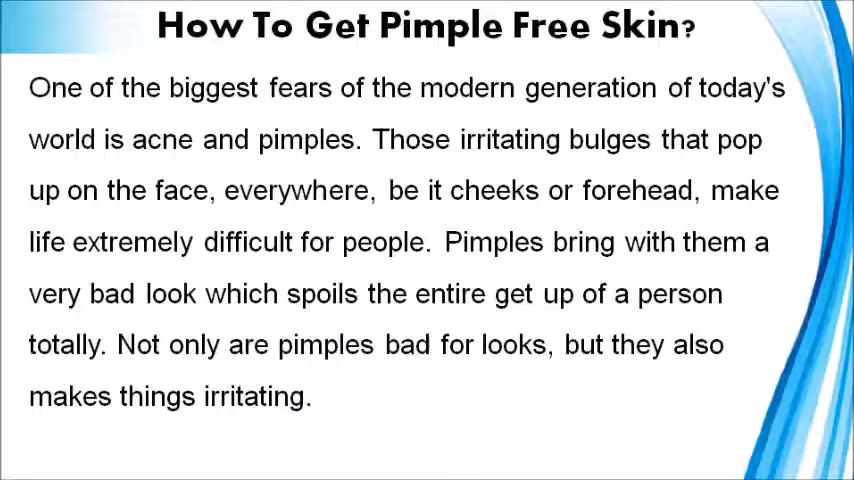 How To Get Pimple Free Skin?
One of the biggest fears of the modern generation of today's
world is acne and pimples. Those irritating bulges that pop
up on the face, everywhere, be it cheeks or forehead, make
life extremely difficult for people. Pimples bring with them a
very bad look which spoils the entire get up of a person
totally. Not only are pimples bad for looks, but they also
makes things irritating.